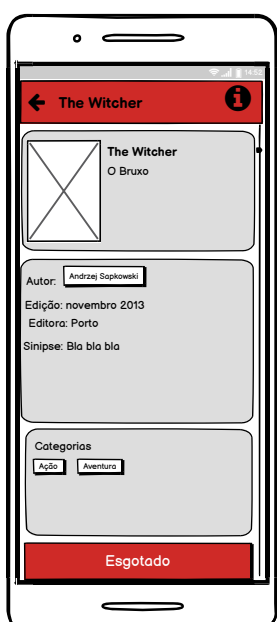 14:52
The Witcher
The Witcher
O Bruxo
Autor: Andrzej Sapkowski
Edição: novembro 2013
Editora: Porto
Sinipse: Bla bla bla
Categorias
Ação Aventura
Esgotado